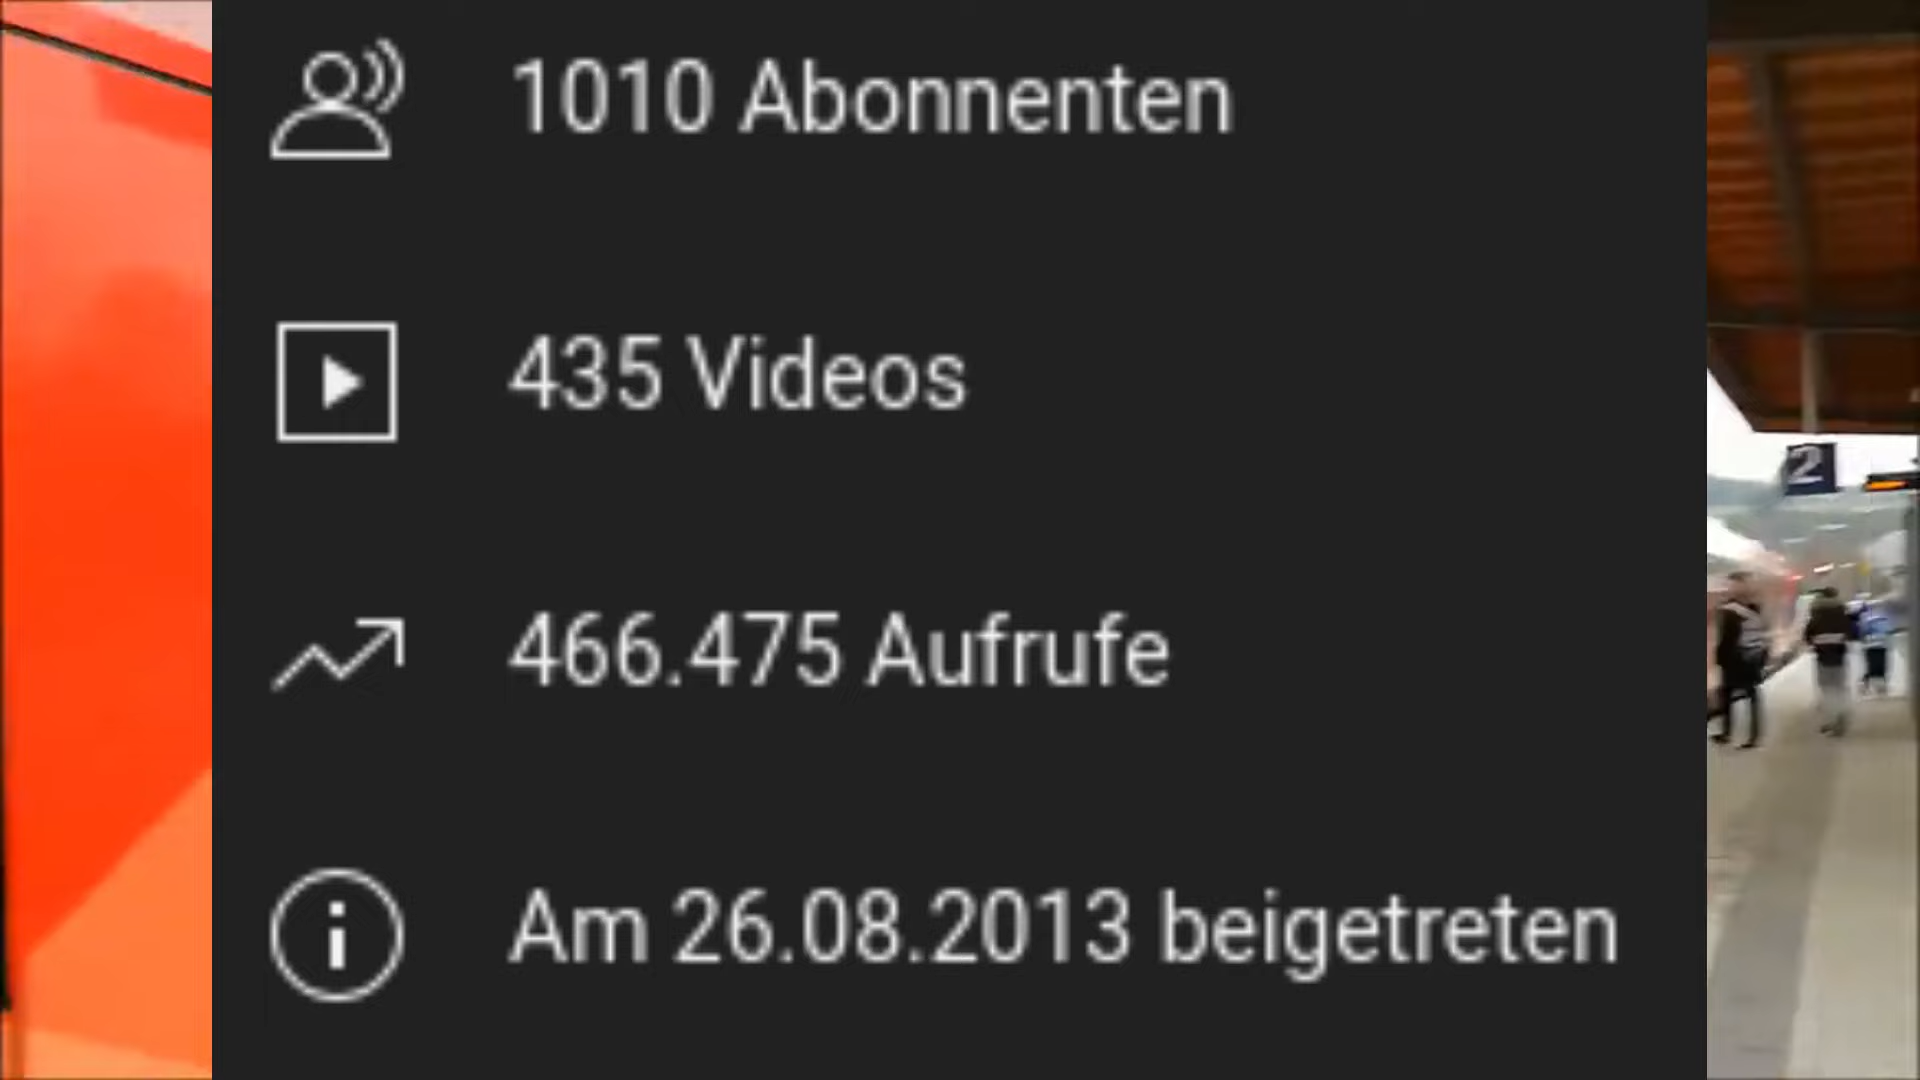 1010 Abonnenten
435 Videos
466.475 Aufrufe
Am 26.08.2013 beigetreten
2